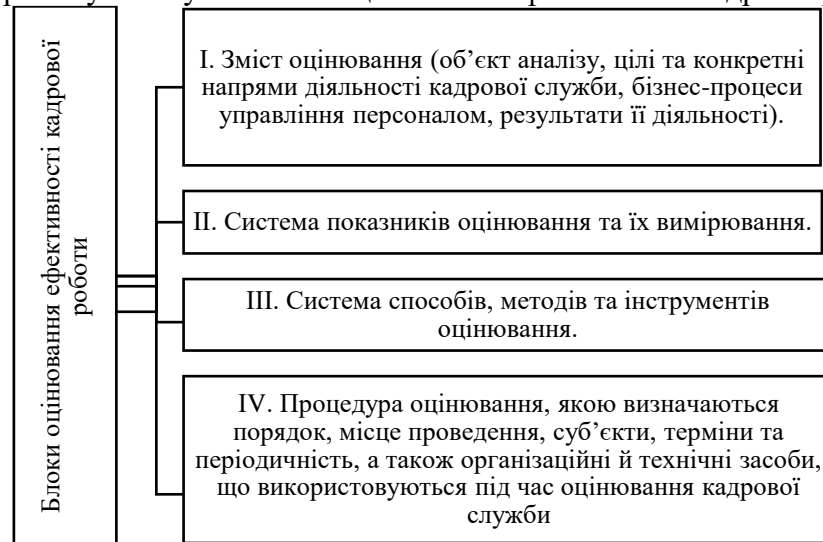 Блоки оцінювання ефективності кадрової
роботи
І. Зміст оцінювання (об’єкт аналізу, цілі та конкретні
напрями діяльності кадрової служби, бізнес-процеси
управління персоналом, результати її діяльності).
ІІ. Система показників оцінювання та їх вимірювання.
ІІІ. Система способів, методів та інструментів
оцінювання.
IV. Процедура оцінювання, якою визначаються
порядок, місце проведення, суб’єкти, терміни та
періодичність, а також організаційні й технічні засоби,
що використовуються під час оцінювання кадрової
служби